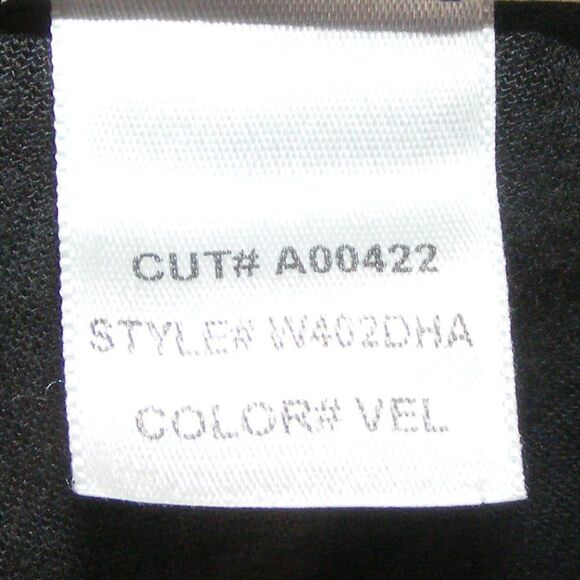 CUT# A00422
STYLE# W402DHA
COLOR# VEL